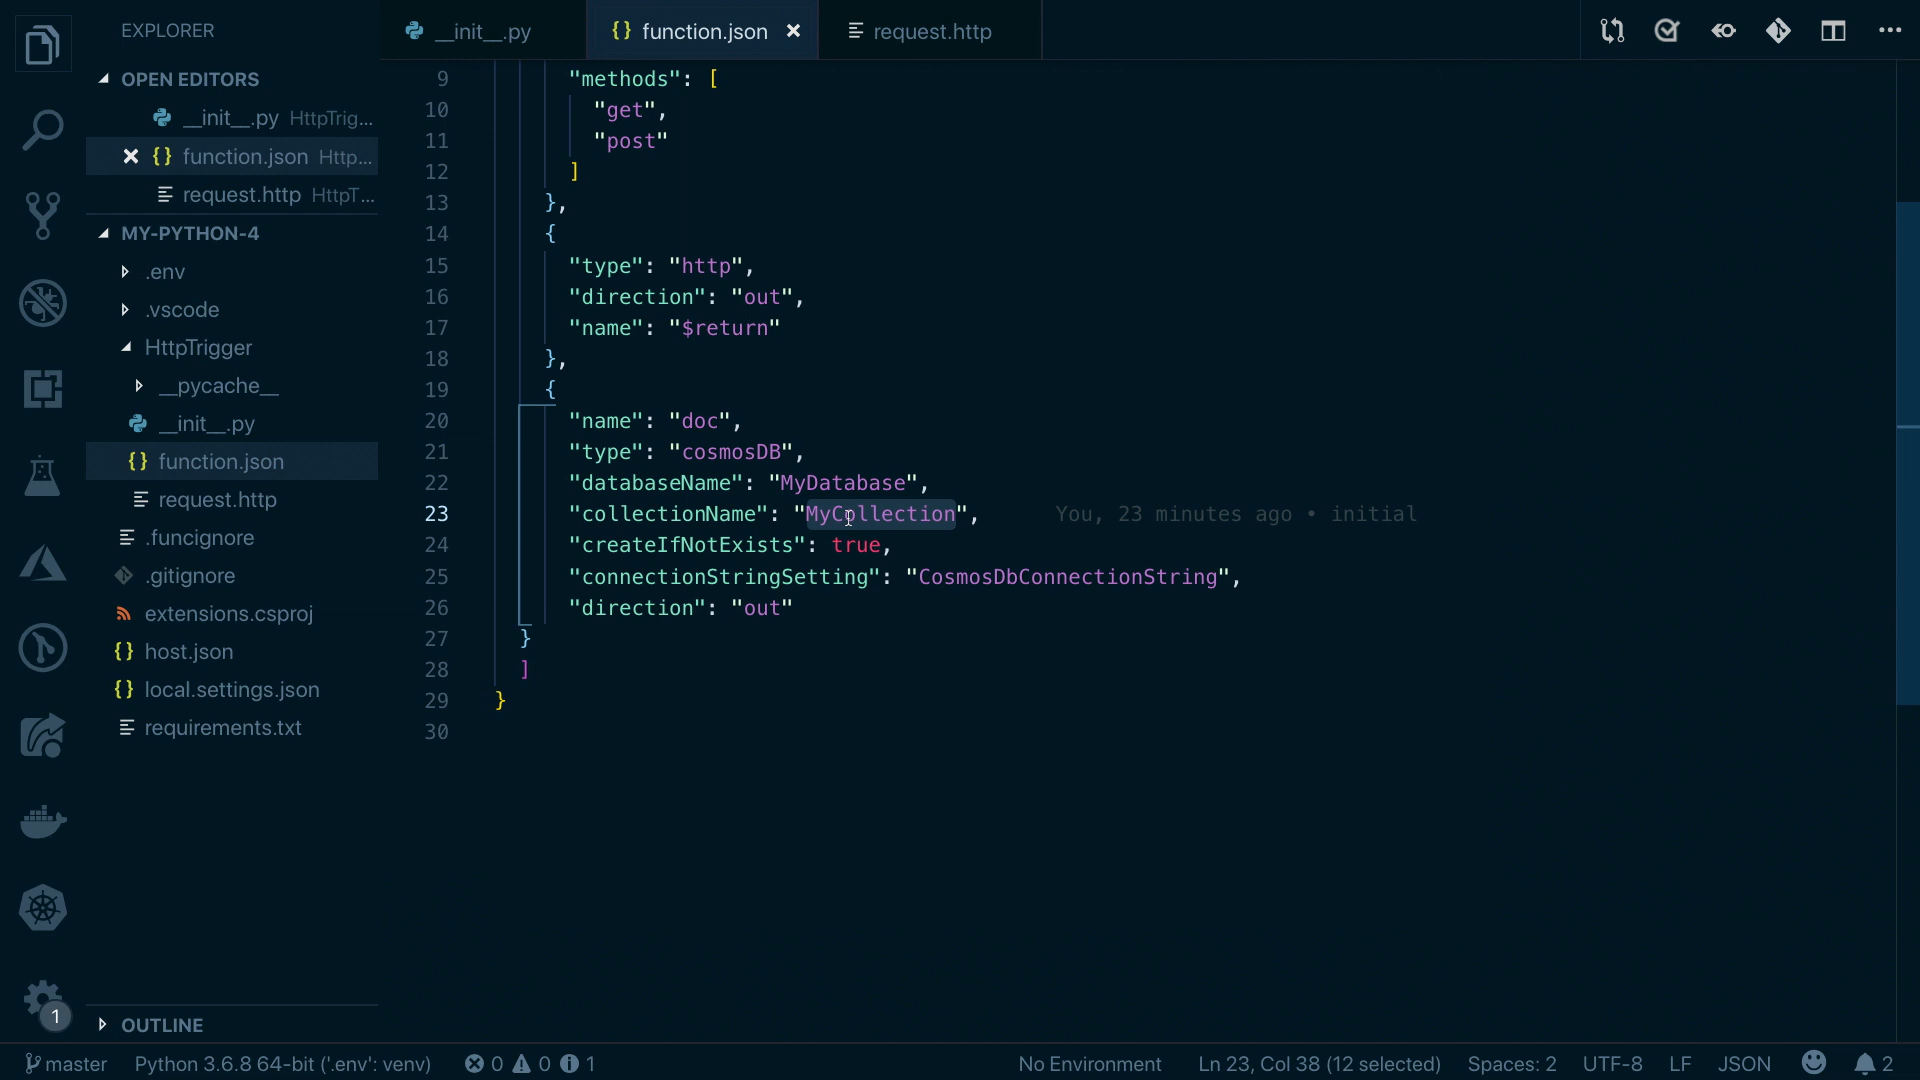 EXPLORER
OPEN EDITORS
__init__.py HttpTrig...
function.json Http...
request.http HttpT...
MY-PYTHON-4
.env
.vscode
HttpTrigger
__pycache__
__init__.py
function.json
request.http
.funcignore
.gitignore
extensions.csproj
host.json
local.settings.json
requirements.txt
OUTLINE
1
__init__.py
function.json
request.http
9 "methods": [
10 "get",
11 "post"
12 ]
13 },
14 {
15 "type": "http",
16 "direction": "out",
17 "name": "$return"
18 },
19 {
20 "name": "doc",
21 "type": "cosmosDB",
22 "databaseName": "MyDatabase",
23 "collectionName": "MyCollection", You, 23 minutes ago • initial
24 "createIfNotExists": true,
25 "connectionStringSetting": "CosmosDbConnectionString",
26 "direction": "out"
27 }
28 ]
29 }
30
master Python 3.6.8 64-bit ('.env': venv) 0 0 1 No Environment Ln 23, Col 38 (12 selected) Spaces: 2 UTF-8 LF JSON 2